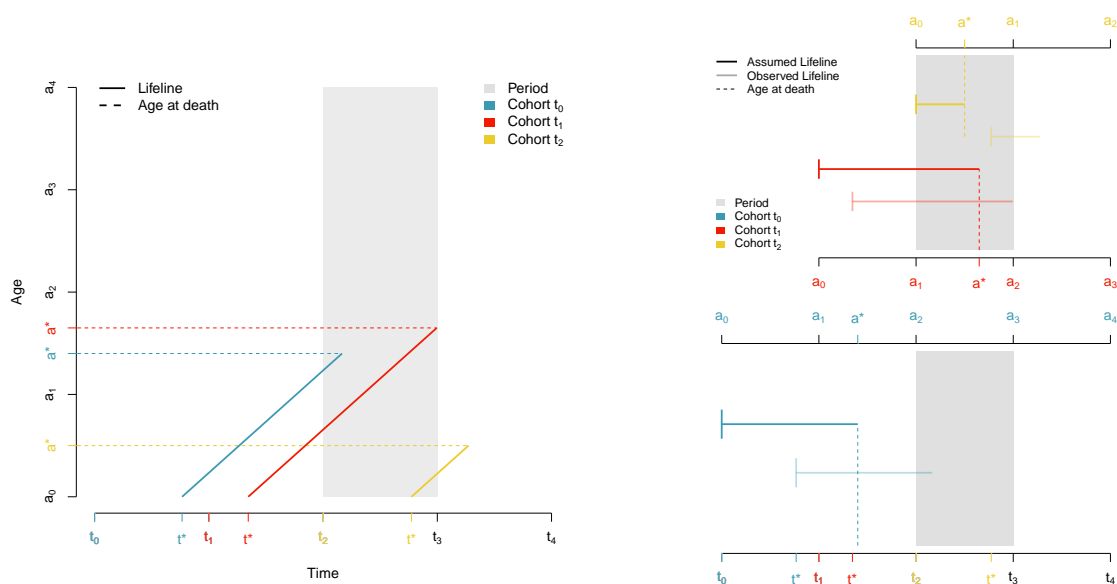 Lifeline
Age at death
Period
Cohort t₀
Cohort t₁
Cohort t₂
Age
a₄
a₃
a₂
a*
a*
a₁
a*
a₀
t₀ t* t₁ t* t₂ t* t₃ t₄
Time
a₀ a* a₁ a₂
Assumed Lifeline
Observed Lifeline
Age at death
Period
Cohort t₀
Cohort t₁
Cohort t₂
a₀ a₁ a* a₂ a₃
a₀ a₁ a* a₂ a₃ a₄
t₀ t* t₁ t* t₂ t* t₃ t₄